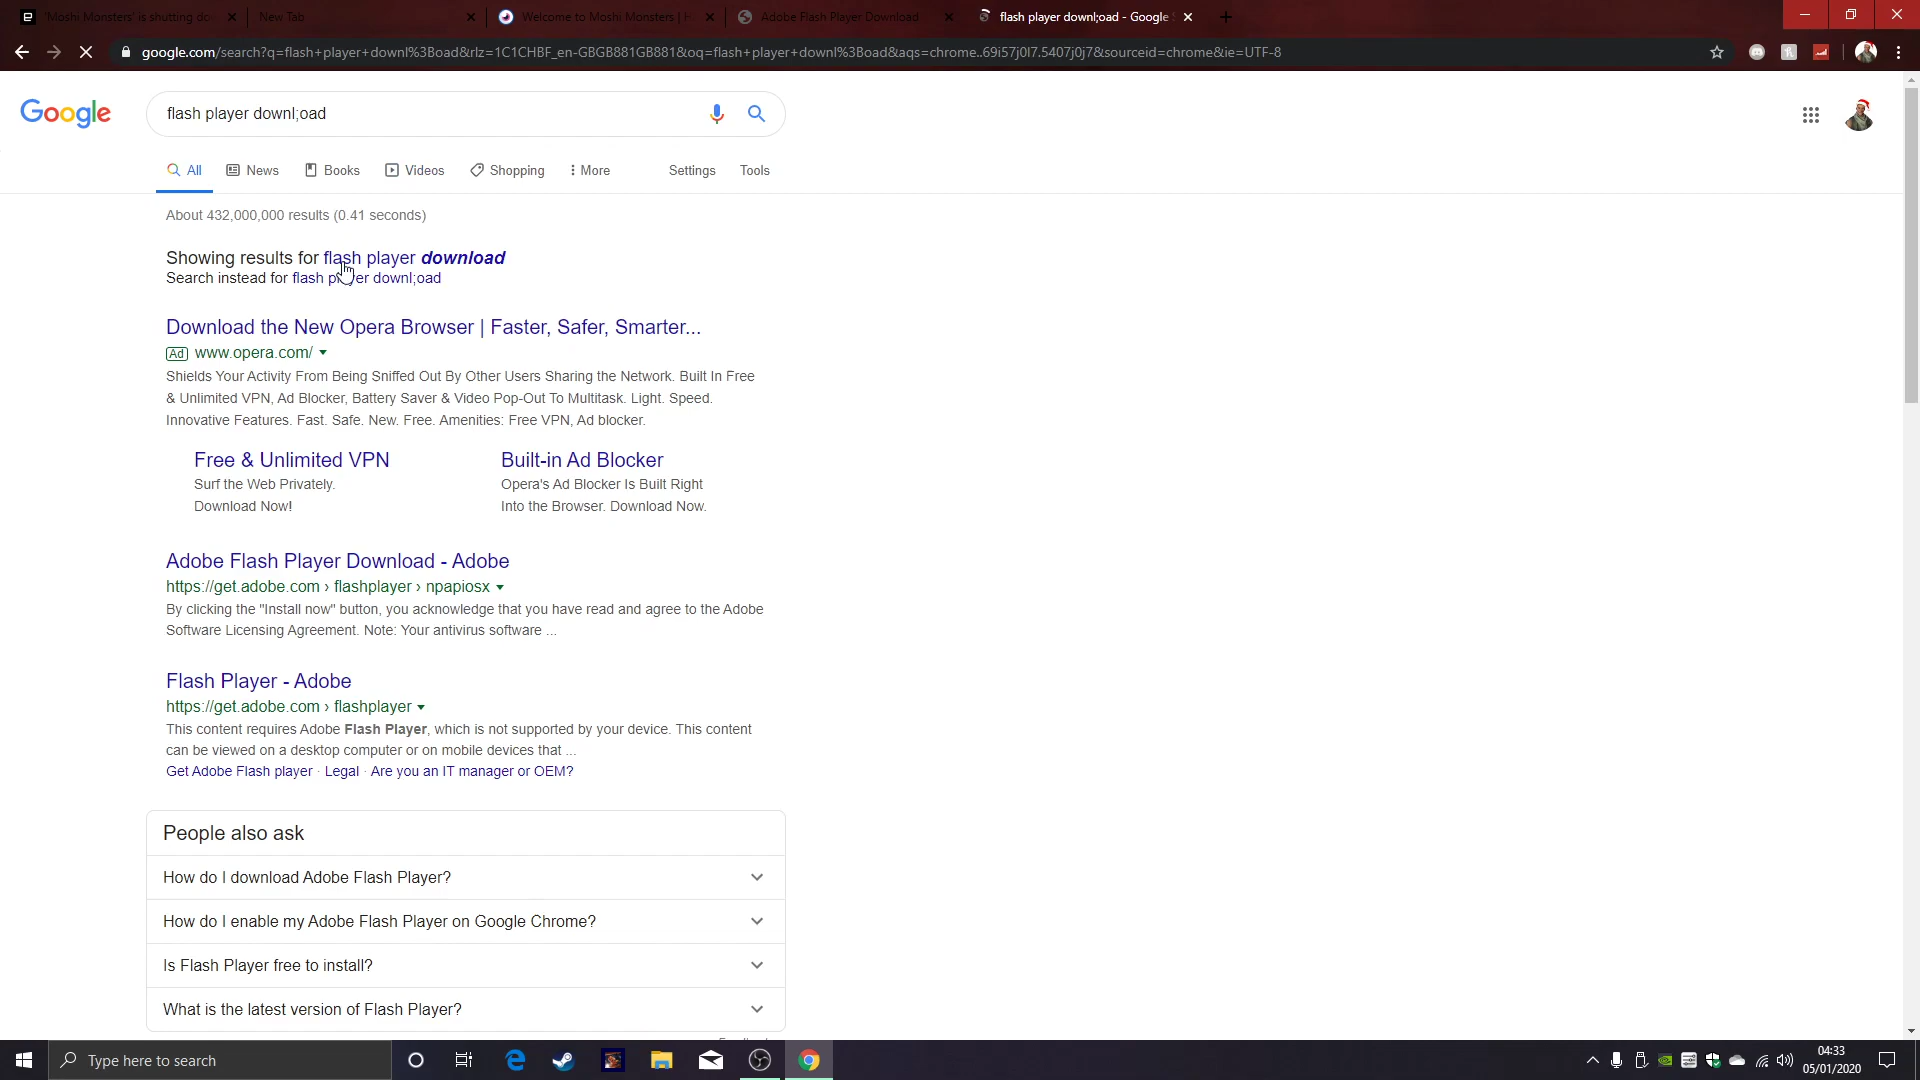 'Moshi Monsters' is shutting do
New Tab
Welcome to Moshi Monsters | H
Adobe Flash Player Download
flash player downl;oad - Google
google.com/search?q=flash+player+downl%3Boad&rlz=1C1CHBF_en-GBGB881GB881&oq=flash+player+downl%3Boad&aqs=chrome..69i57j0l7.5407j0j7&sourceid=chrome&ie=UTF-8
Google
flash player downl;oad
All
News
Books
Videos
Shopping
More
Settings
Tools
About 432,000,000 results (0.41 seconds)
Showing results for flash player download
Search instead for flash player downl;oad
Download the New Opera Browser | Faster, Safer, Smarter...
Ad www.opera.com/
Shields Your Activity From Being Sniffed Out By Other Users Sharing the Network. Built In Free
& Unlimited VPN, Ad Blocker, Battery Saver & Video Pop-Out To Multitask. Light. Speed.
Innovative Features. Fast. Safe. New. Free. Amenities: Free VPN, Ad blocker.
Free & Unlimited VPN
Surf the Web Privately.
Download Now!
Built-in Ad Blocker
Opera's Ad Blocker Is Built Right
Into the Browser. Download Now.
Adobe Flash Player Download - Adobe
https://get.adobe.com › flashplayer › npapiosx
By clicking the "Install now" button, you acknowledge that you have read and agree to the Adobe
Software Licensing Agreement. Note: Your antivirus software ...
Flash Player - Adobe
https://get.adobe.com › flashplayer
This content requires Adobe Flash Player, which is not supported by your device. This content
can be viewed on a desktop computer or on mobile devices that ...
Get Adobe Flash player · Legal · Are you an IT manager or OEM?
People also ask
How do I download Adobe Flash Player?
How do I enable my Adobe Flash Player on Google Chrome?
Is Flash Player free to install?
What is the latest version of Flash Player?
Type here to search
04:33
05/01/2020